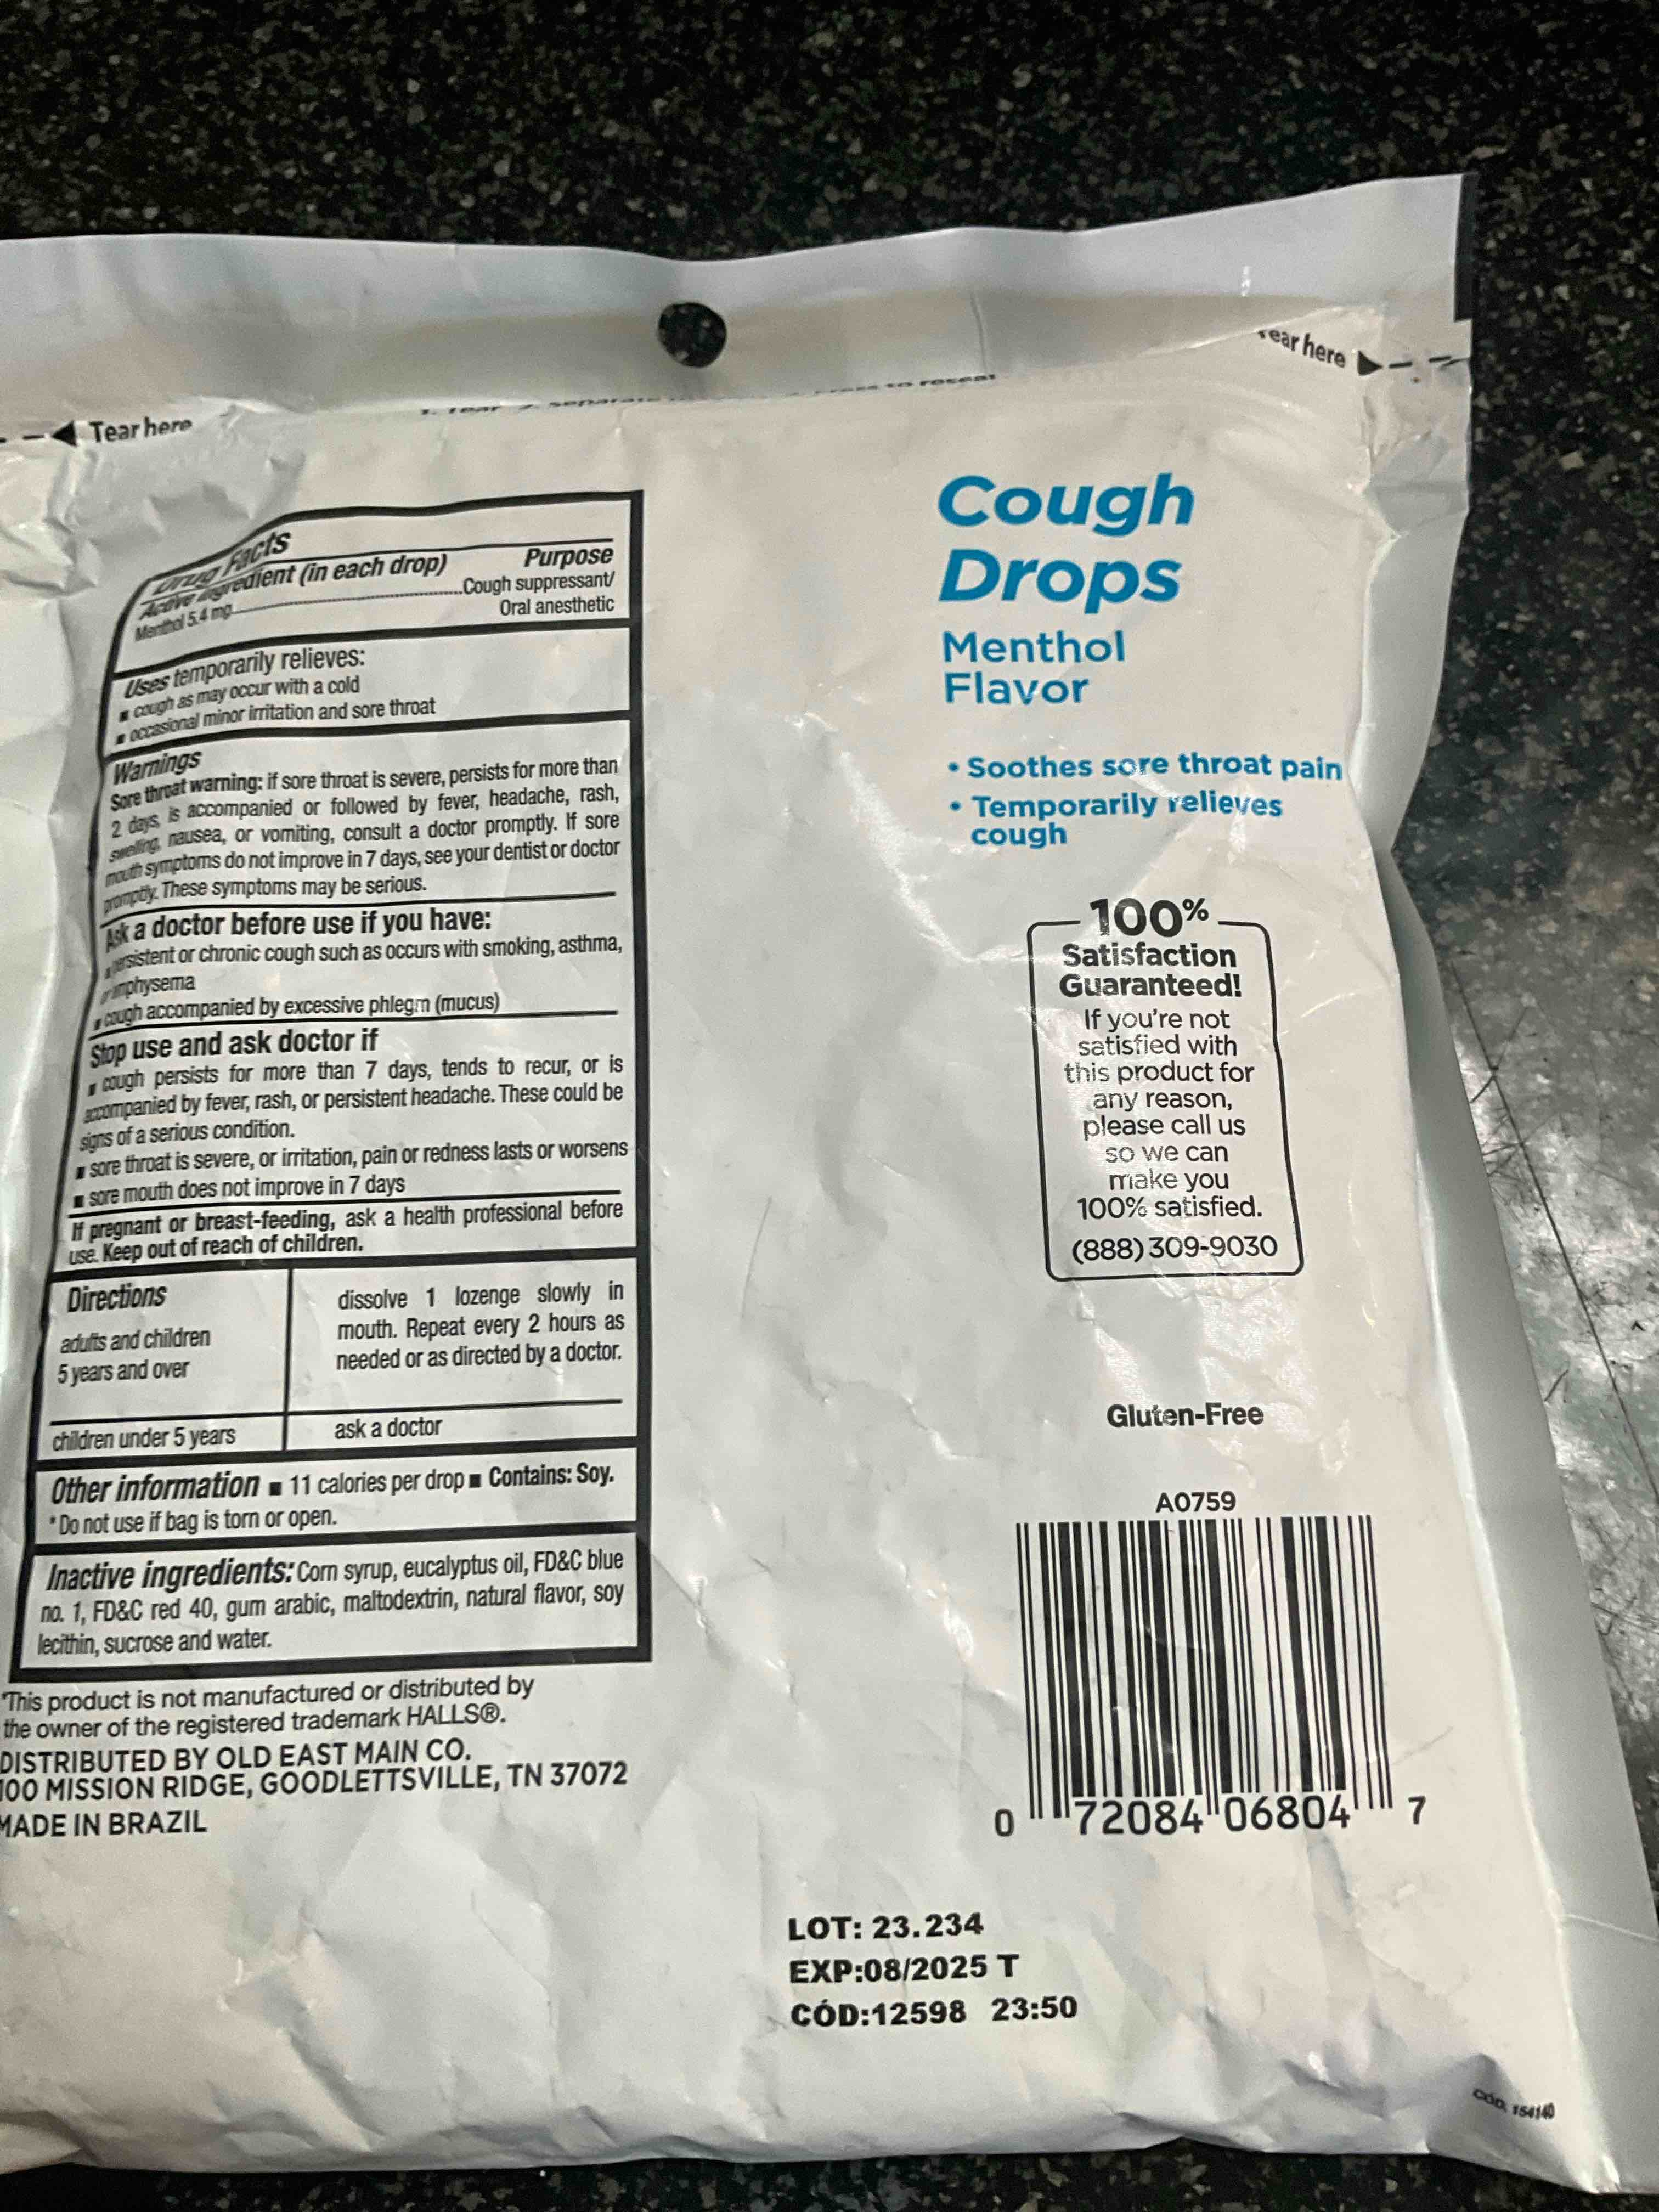 Tear here
Tear here
Drug Facts
Active ingredient (in each drop) Purpose
Menthol 5.4 mg..........Cough suppressant/
Oral anesthetic
Uses temporarily relieves:
■ cough as may occur with a cold
■ occasional minor irritation and sore throat
Warnings
Sore throat warning: if sore throat is severe, persists for more than
2 days, is accompanied or followed by fever, headache, rash,
swelling, nausea, or vomiting, consult a doctor promptly. If sore
mouth symptoms do not improve in 7 days, see your dentist or doctor
promptly. These symptoms may be serious.
Ask a doctor before use if you have:
■ persistent or chronic cough such as occurs with smoking, asthma,
or emphysema
■ cough accompanied by excessive phlegm (mucus)
Stop use and ask doctor if
■ cough persists for more than 7 days, tends to recur, or is
accompanied by fever, rash, or persistent headache. These could be
signs of a serious condition.
■ sore throat is severe, or irritation, pain or redness lasts or worsens
■ sore mouth does not improve in 7 days
If pregnant or breast-feeding, ask a health professional before
use. Keep out of reach of children.
Directions
adults and children
5 years and over
dissolve 1 lozenge slowly in
mouth. Repeat every 2 hours as
needed or as directed by a doctor.
children under 5 years
ask a doctor
Other information ■ 11 calories per drop ■ Contains: Soy.
*Do not use if bag is torn or open.
Inactive ingredients: Corn syrup, eucalyptus oil, FD&C blue
no. 1, FD&C red 40, gum arabic, maltodextrin, natural flavor, soy
lecithin, sucrose and water.
*This product is not manufactured or distributed by
the owner of the registered trademark HALLS®.
DISTRIBUTED BY OLD EAST MAIN CO.
100 MISSION RIDGE, GOODLETTSVILLE, TN 37072
MADE IN BRAZIL
Cough
Drops
Menthol
Flavor
• Soothes sore throat pain
• Temporarily relieves
cough
100%
Satisfaction
Guaranteed!
If you're not
satisfied with
this product for
any reason,
please call us
so we can
make you
100% satisfied.
(888) 309-9030
Gluten-Free
A0759
0 72084 06804 7
LOT: 23.234
EXP:08/2025 T
CÓD:12598 23:50
CÓD. 154140